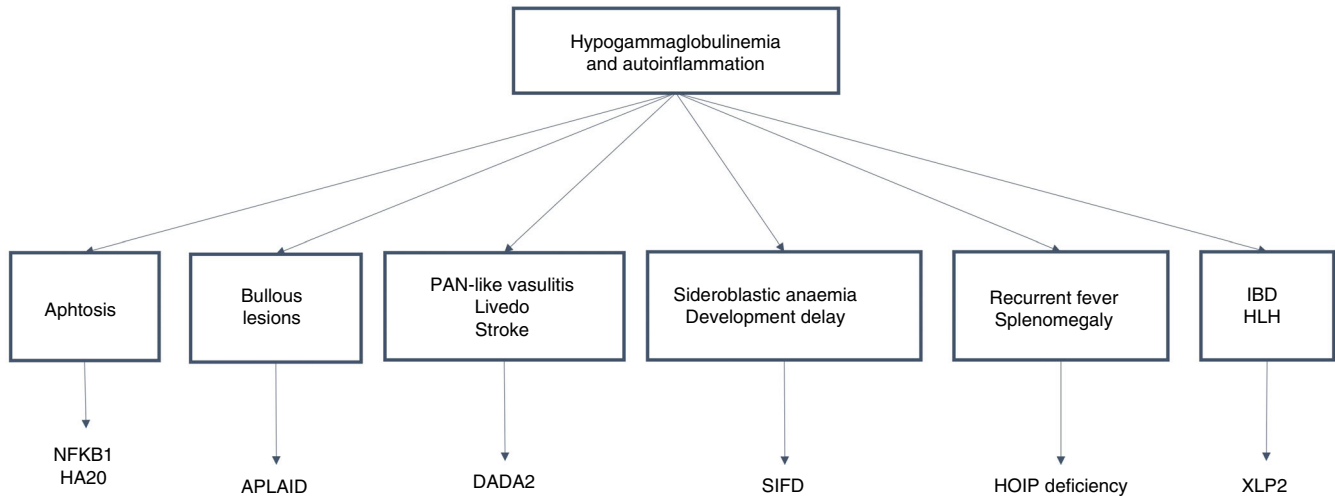 Hypogammaglobulinemia
and autoinflammation
Aphtosis
Bullous
lesions
PAN-like vasulitis
Livedo
Stroke
Sideroblastic anaemia
Development delay
Recurrent fever
Splenomegaly
IBD
HLH
NFKB1
HA20
APLAID
DADA2
SIFD
HOIP deficiency
XLP2